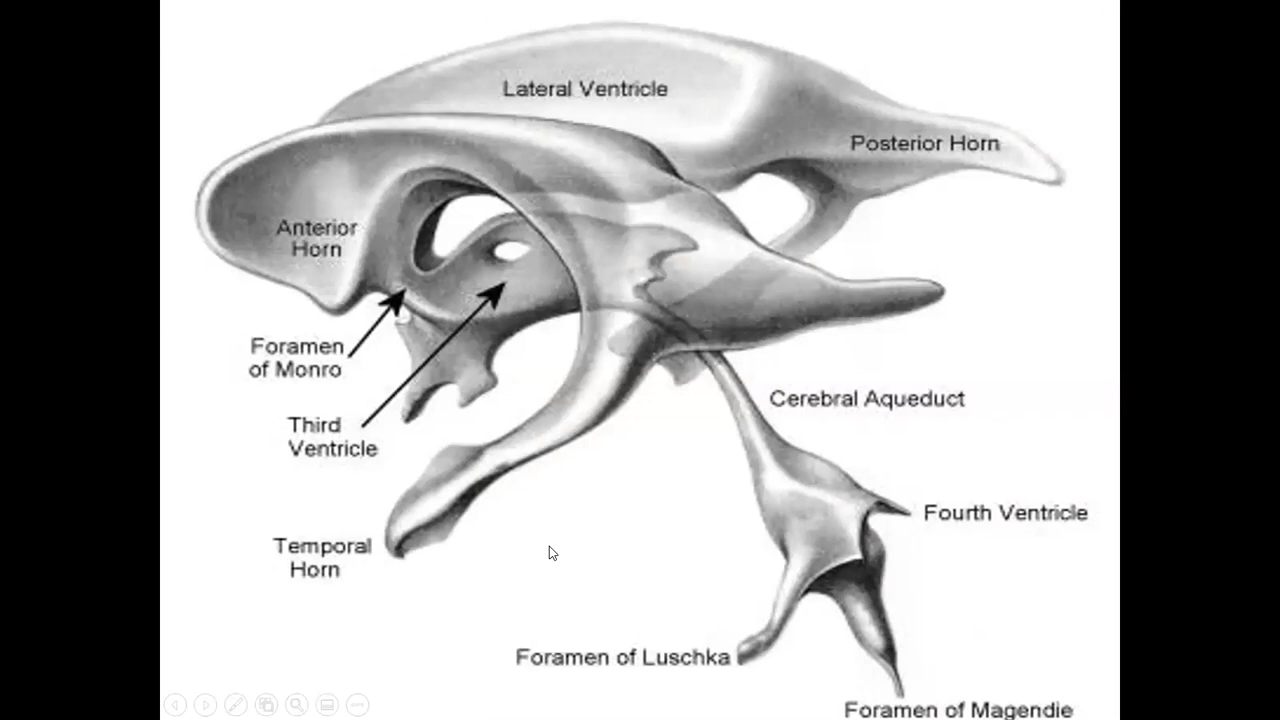 Lateral Ventricle
Posterior Horn
Anterior
Horn
Foramen
of Monro
Third
Ventricle
Cerebral Aqueduct
Fourth Ventricle
Temporal
Horn
Foramen of Luschka
Foramen of Magendie